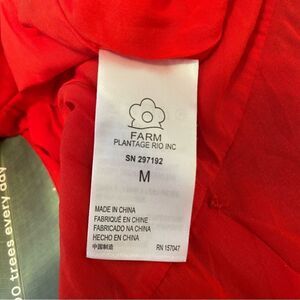 FARM
PLANTAGE RIO INC
SN 297192
M
MADE IN CHINA
FABRIQUÉ EN CHINE
FABRICADO NA CHINA
HECHO EN CHINA
中国制造 RN 157047
00 trees every day